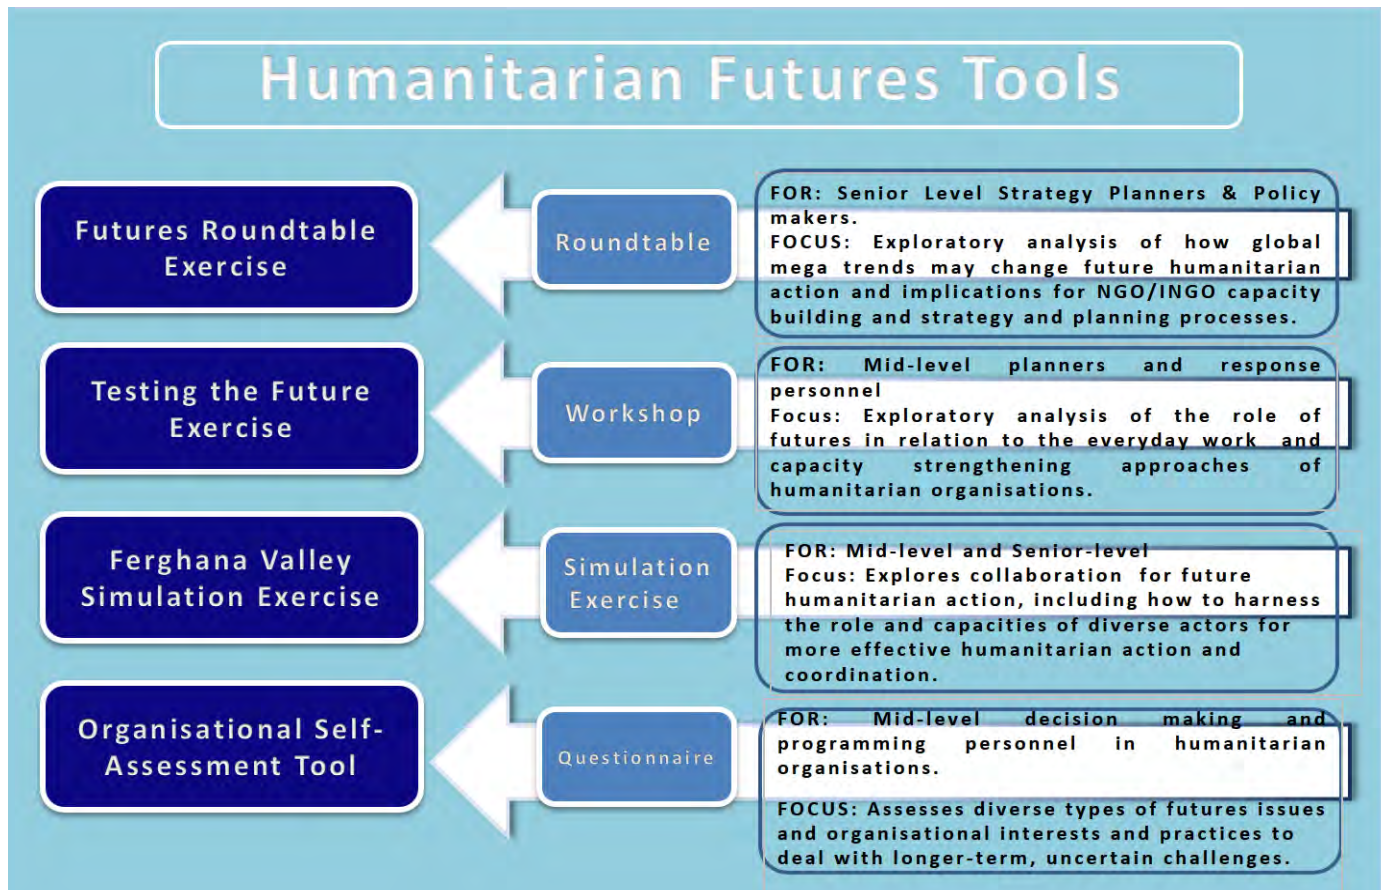 Humanitarian Futures Tools
Futures Roundtable
Exercise
Roundtable
FOR: Senior Level Strategy Planners & Policy
makers.
FOCUS: Exploratory analysis of how global
mega trends may change future humanitarian
action and implications for NGO/INGO capacity
building and strategy and planning processes.
Testing the Future
Exercise
Workshop
FOR: Mid-level planners and response
personnel
Focus: Exploratory analysis of the role of
futures in relation to the everyday work and
capacity strengthening approaches of
humanitarian organisations.
Ferghana Valley
Simulation Exercise
Simulation
Exercise
FOR: Mid-level and Senior-level
Focus: Explores collaboration for future
humanitarian action, including how to harness
the role and capacities of diverse actors for
more effective humanitarian action and
coordination.
Organisational Self-
Assessment Tool
Questionnaire
FOR: Mid-level decision making and
programming personnel in humanitarian
organisations.
FOCUS: Assesses diverse types of futures issues
and organisational interests and practices to
deal with longer-term, uncertain challenges.